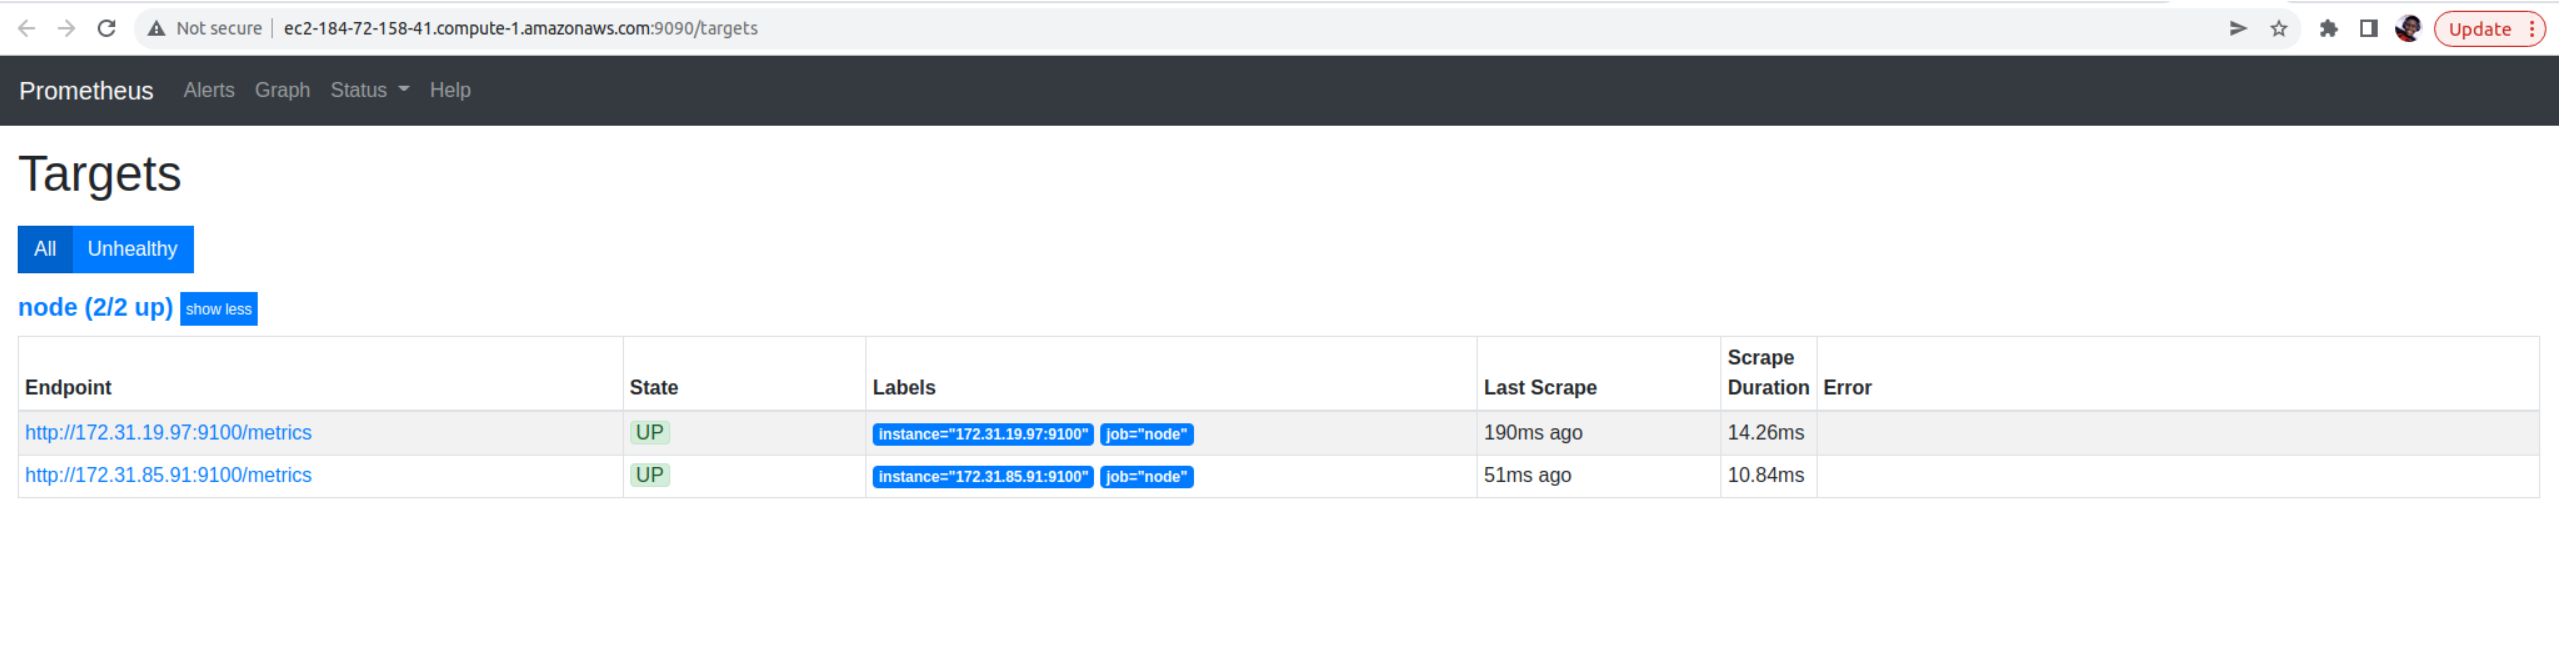 Not secure | ec2-184-72-158-41.compute-1.amazonaws.com:9090/targets Update
Prometheus Alerts Graph Status Help
Targets
All Unhealthy
node (2/2 up) show less
Endpoint State Labels Last Scrape Scrape Duration Error
http://172.31.19.97:9100/metrics UP instance="172.31.19.97:9100" job="node" 190ms ago 14.26ms
http://172.31.85.91:9100/metrics UP instance="172.31.85.91:9100" job="node" 51ms ago 10.84ms